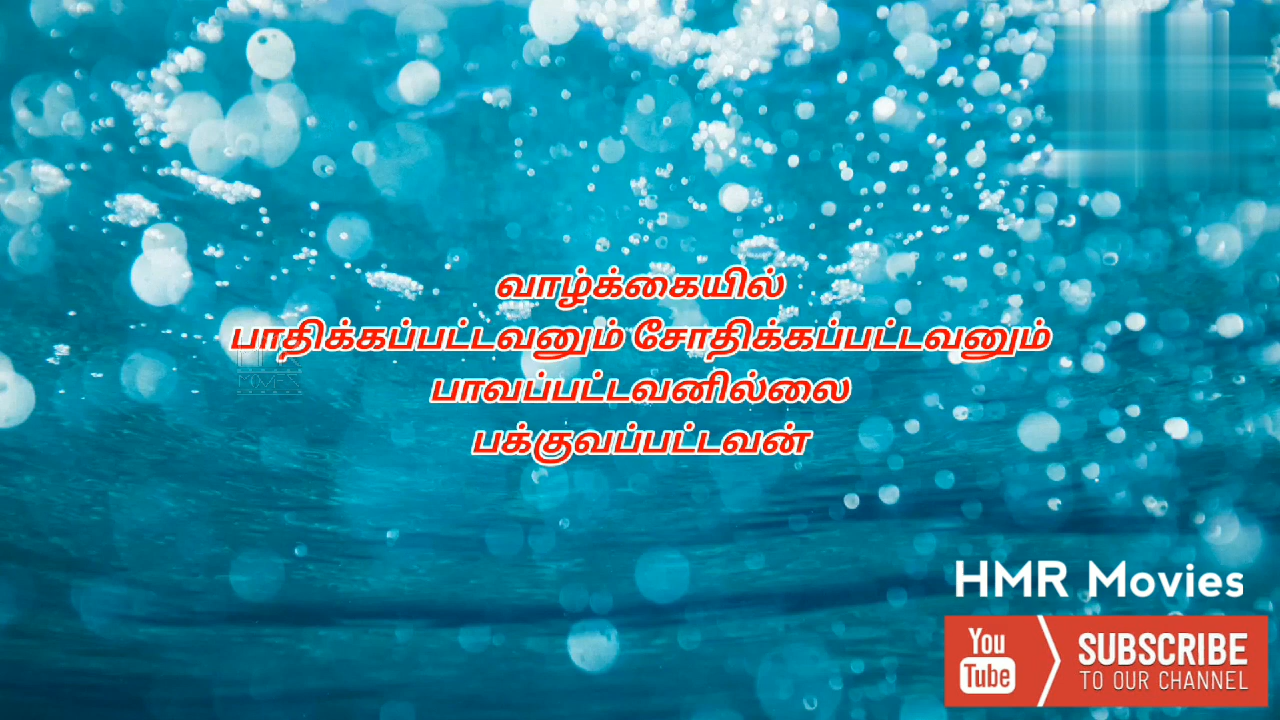 வாழ்க்கையில்
பாதிக்கப்பட்டவனும் சோதிக்கப்பட்டவனும்
பாவப்பட்டவனில்லை
பக்குவப்பட்டவன்
MOVIES
HMR Movies
You Tube
SUBSCRIBE
TO OUR CHANNEL